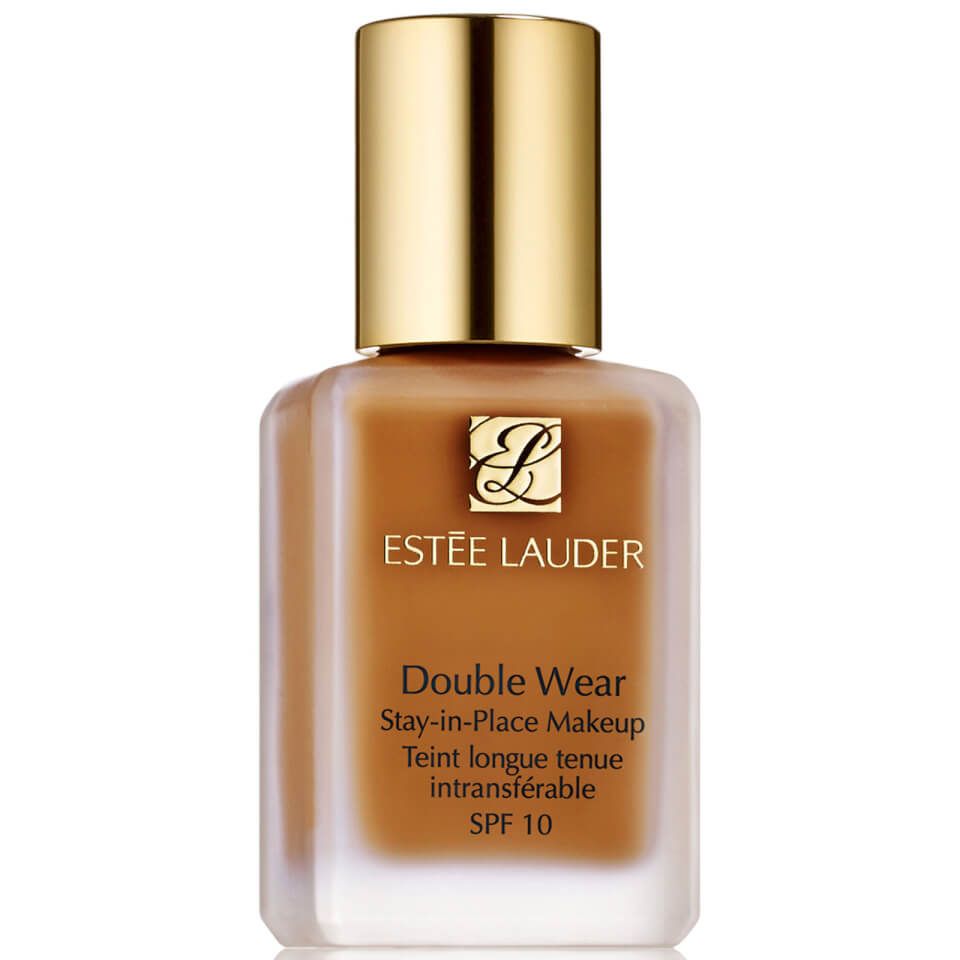 ESTĒE LAUDER
Double Wear
Stay-in-Place Makeup
Teint longue tenue
intransférable
SPF 10